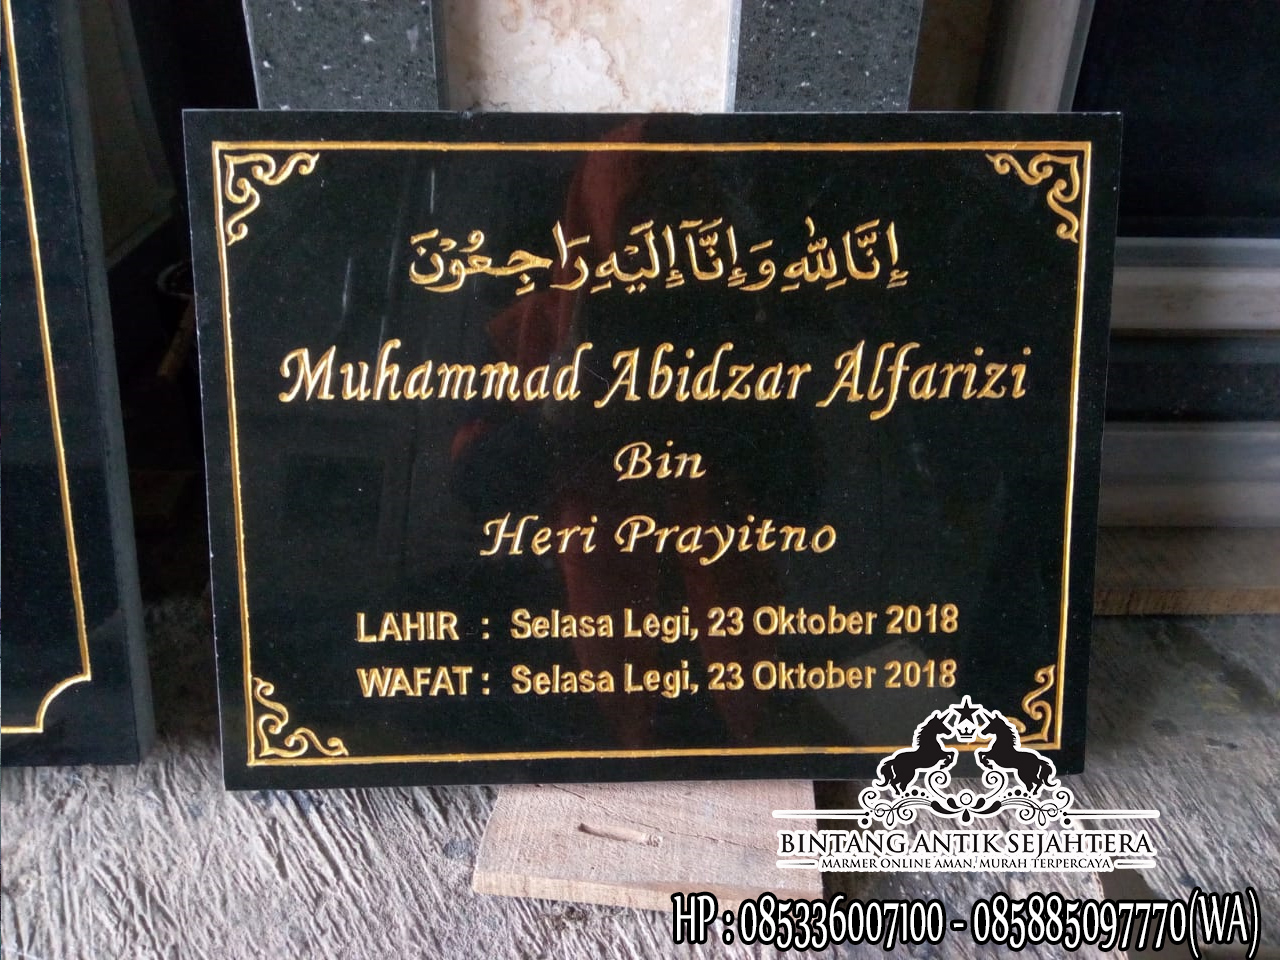 إِنَّا لِلّٰهِ وَإِنَّآ إِلَيْهِ رَاجِعُوْنَ
Muhammad Abidzar Alfarizi
Bin
Heri Prayitno
LAHIR : Selasa Legi, 23 Oktober 2018
WAFAT : Selasa Legi, 23 Oktober 2018
BINTANG ANTIK SEJAHTERA
MARMER ONLINE AMAN, MURAH TERPERCAYA
HP : 085336007100 - 085885097770(WA)